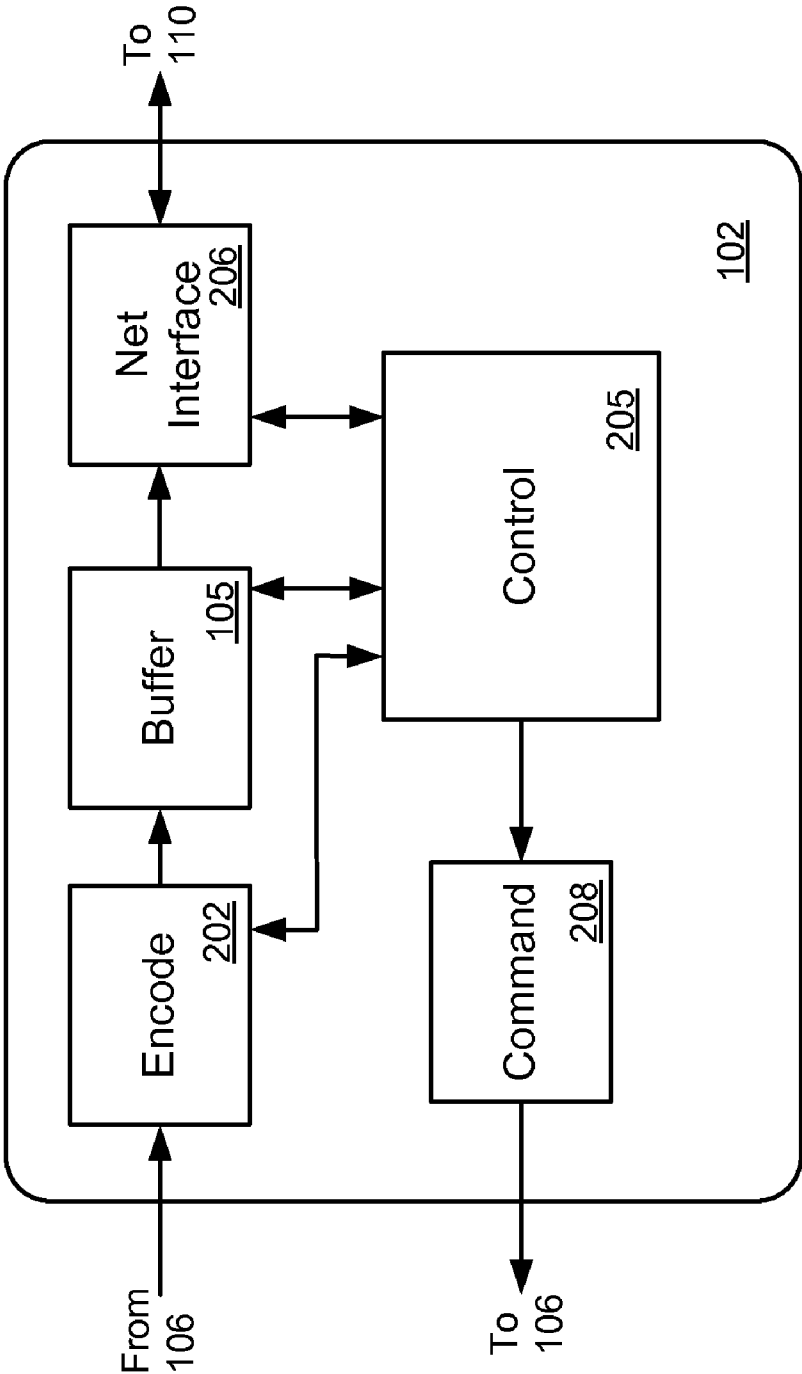 From
106
Encode
202
Buffer
105
Net
Interface
206
To
110
Control
205
Command
208
To
106
102